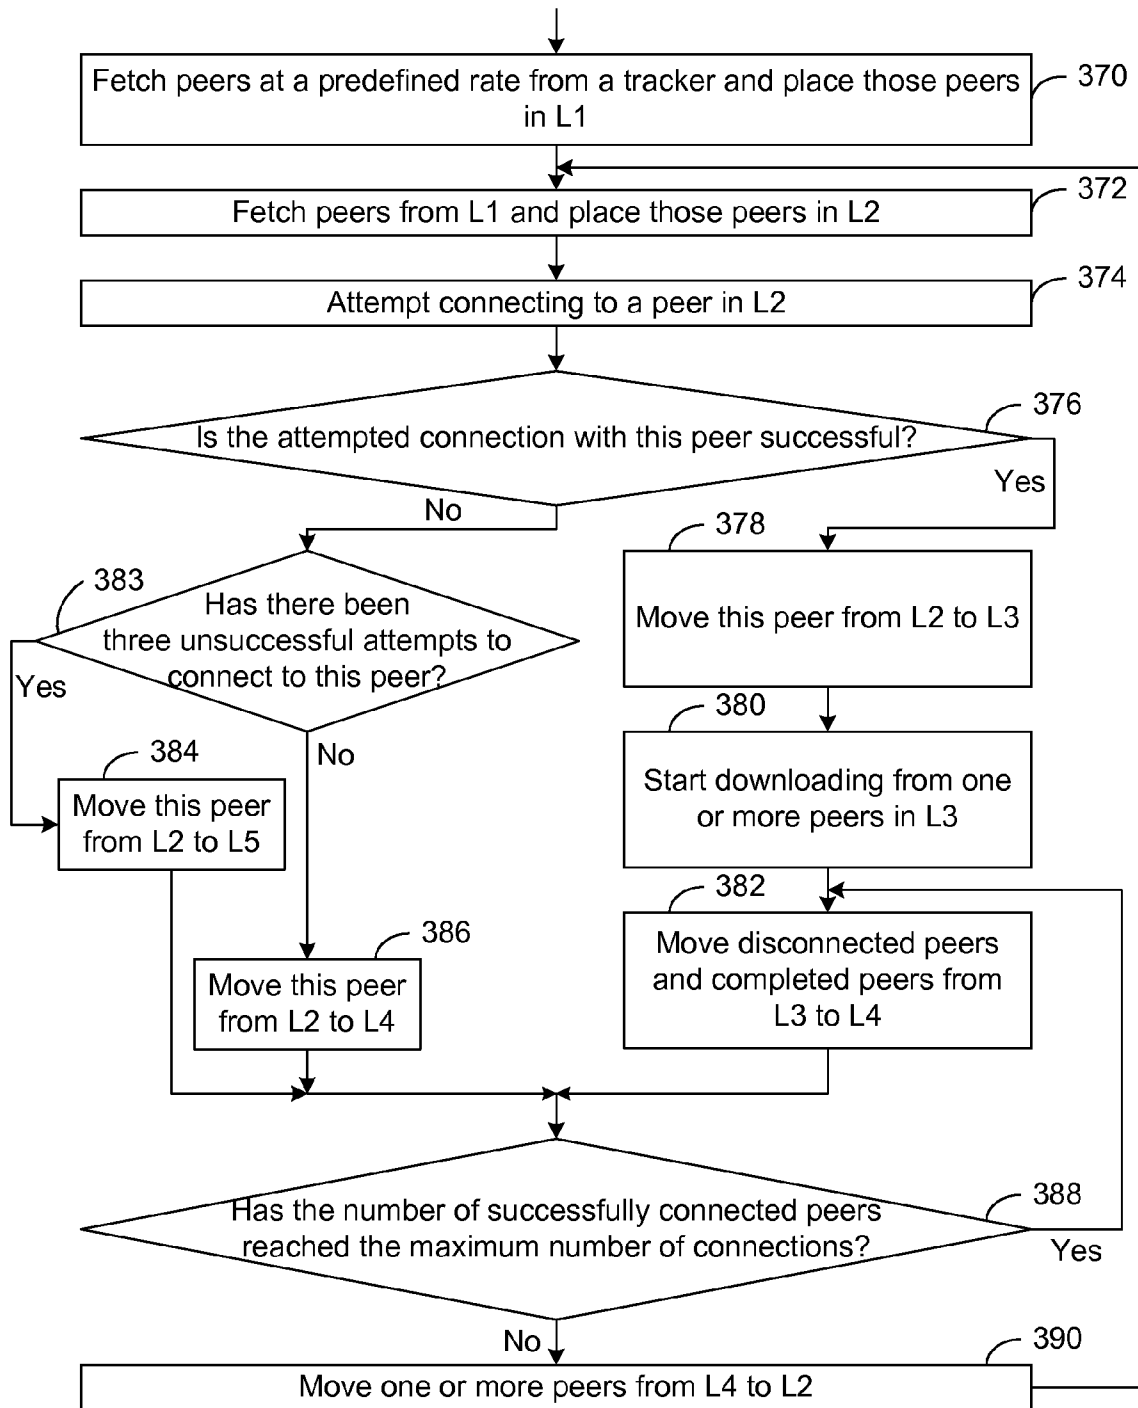 Fetch peers at a predefined rate from a tracker and place those peers
in L1
370
372
Fetch peers from L1 and place those peers in L2
374
Attempt connecting to a peer in L2
376
Is the attempted connection with this peer successful?
Yes
No
378
383
Has there been
three unsuccessful attempts to
connect to this peer?
Move this peer from L2 to L3
Yes
380
No
384
Move this peer
from L2 to L5
Start downloading from one
or more peers in L3
382
386
Move this peer
from L2 to L4
Move disconnected peers
and completed peers from
L3 to L4
388
Has the number of successfully connected peers
reached the maximum number of connections?
Yes
No
390
Move one or more peers from L4 to L2